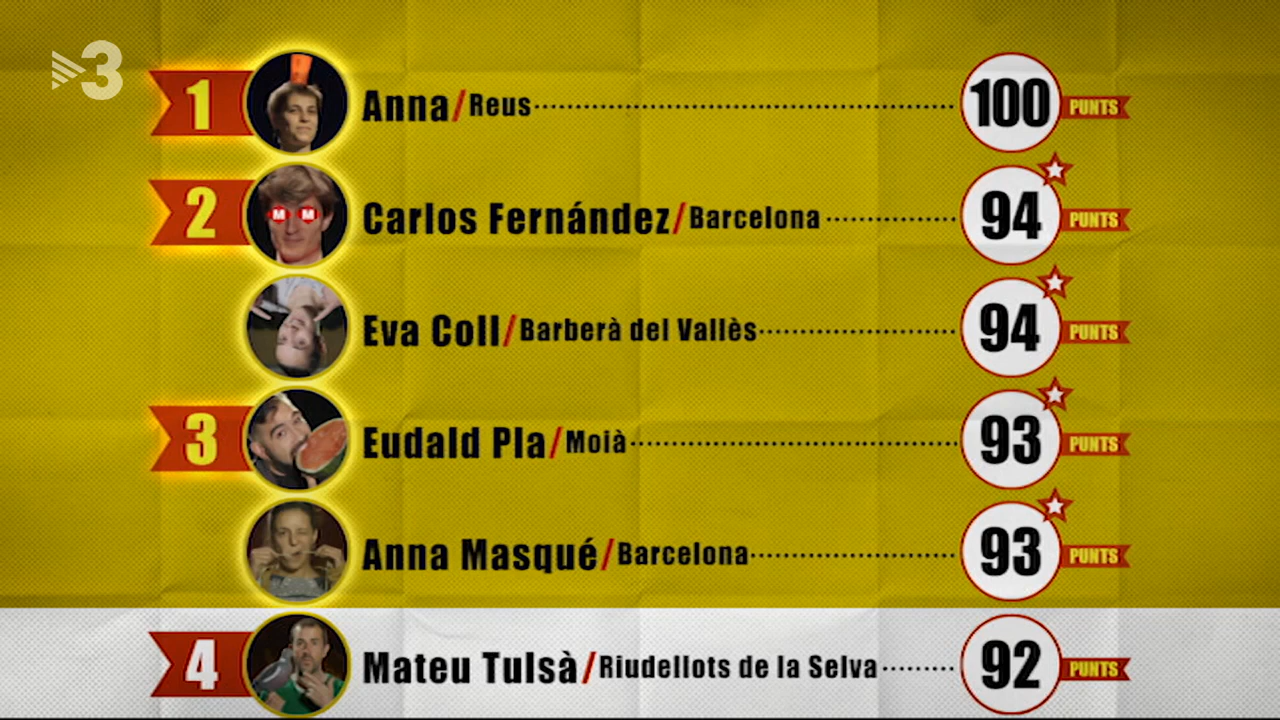 3
1 Anna/Reus 100 PUNTS
2 Carlos Fernández/Barcelona 94 PUNTS
M M
Eva Coll/Barberà del Vallès 94 PUNTS
3 Eudald Pla/Moià 93 PUNTS
Anna Masqué/Barcelona 93 PUNTS
4 Mateu Tulsà/Riudellots de la Selva 92 PUNTS